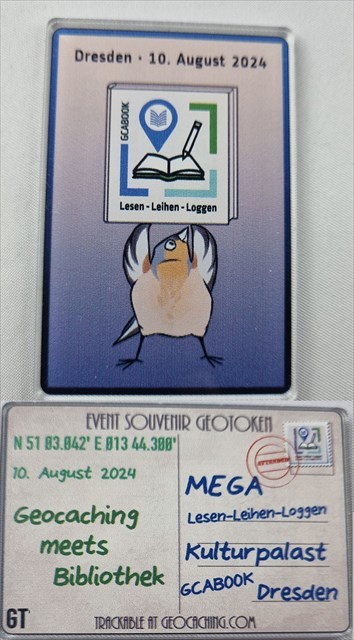 Dresden · 10. August 2024
GCABOOK
Lesen - Leihen - Loggen
EVENT SOUVENIR GEOTOKEN
N 51 03.042' E 013 44.300'
10. August 2024
ATTENDED
MEGA
Geocaching
Lesen-Leihen-Loggen
meets
Kulturpalast
Bibliothek
GCABOOK Dresden
GT
TRACKABLE AT GEOCACHING.COM